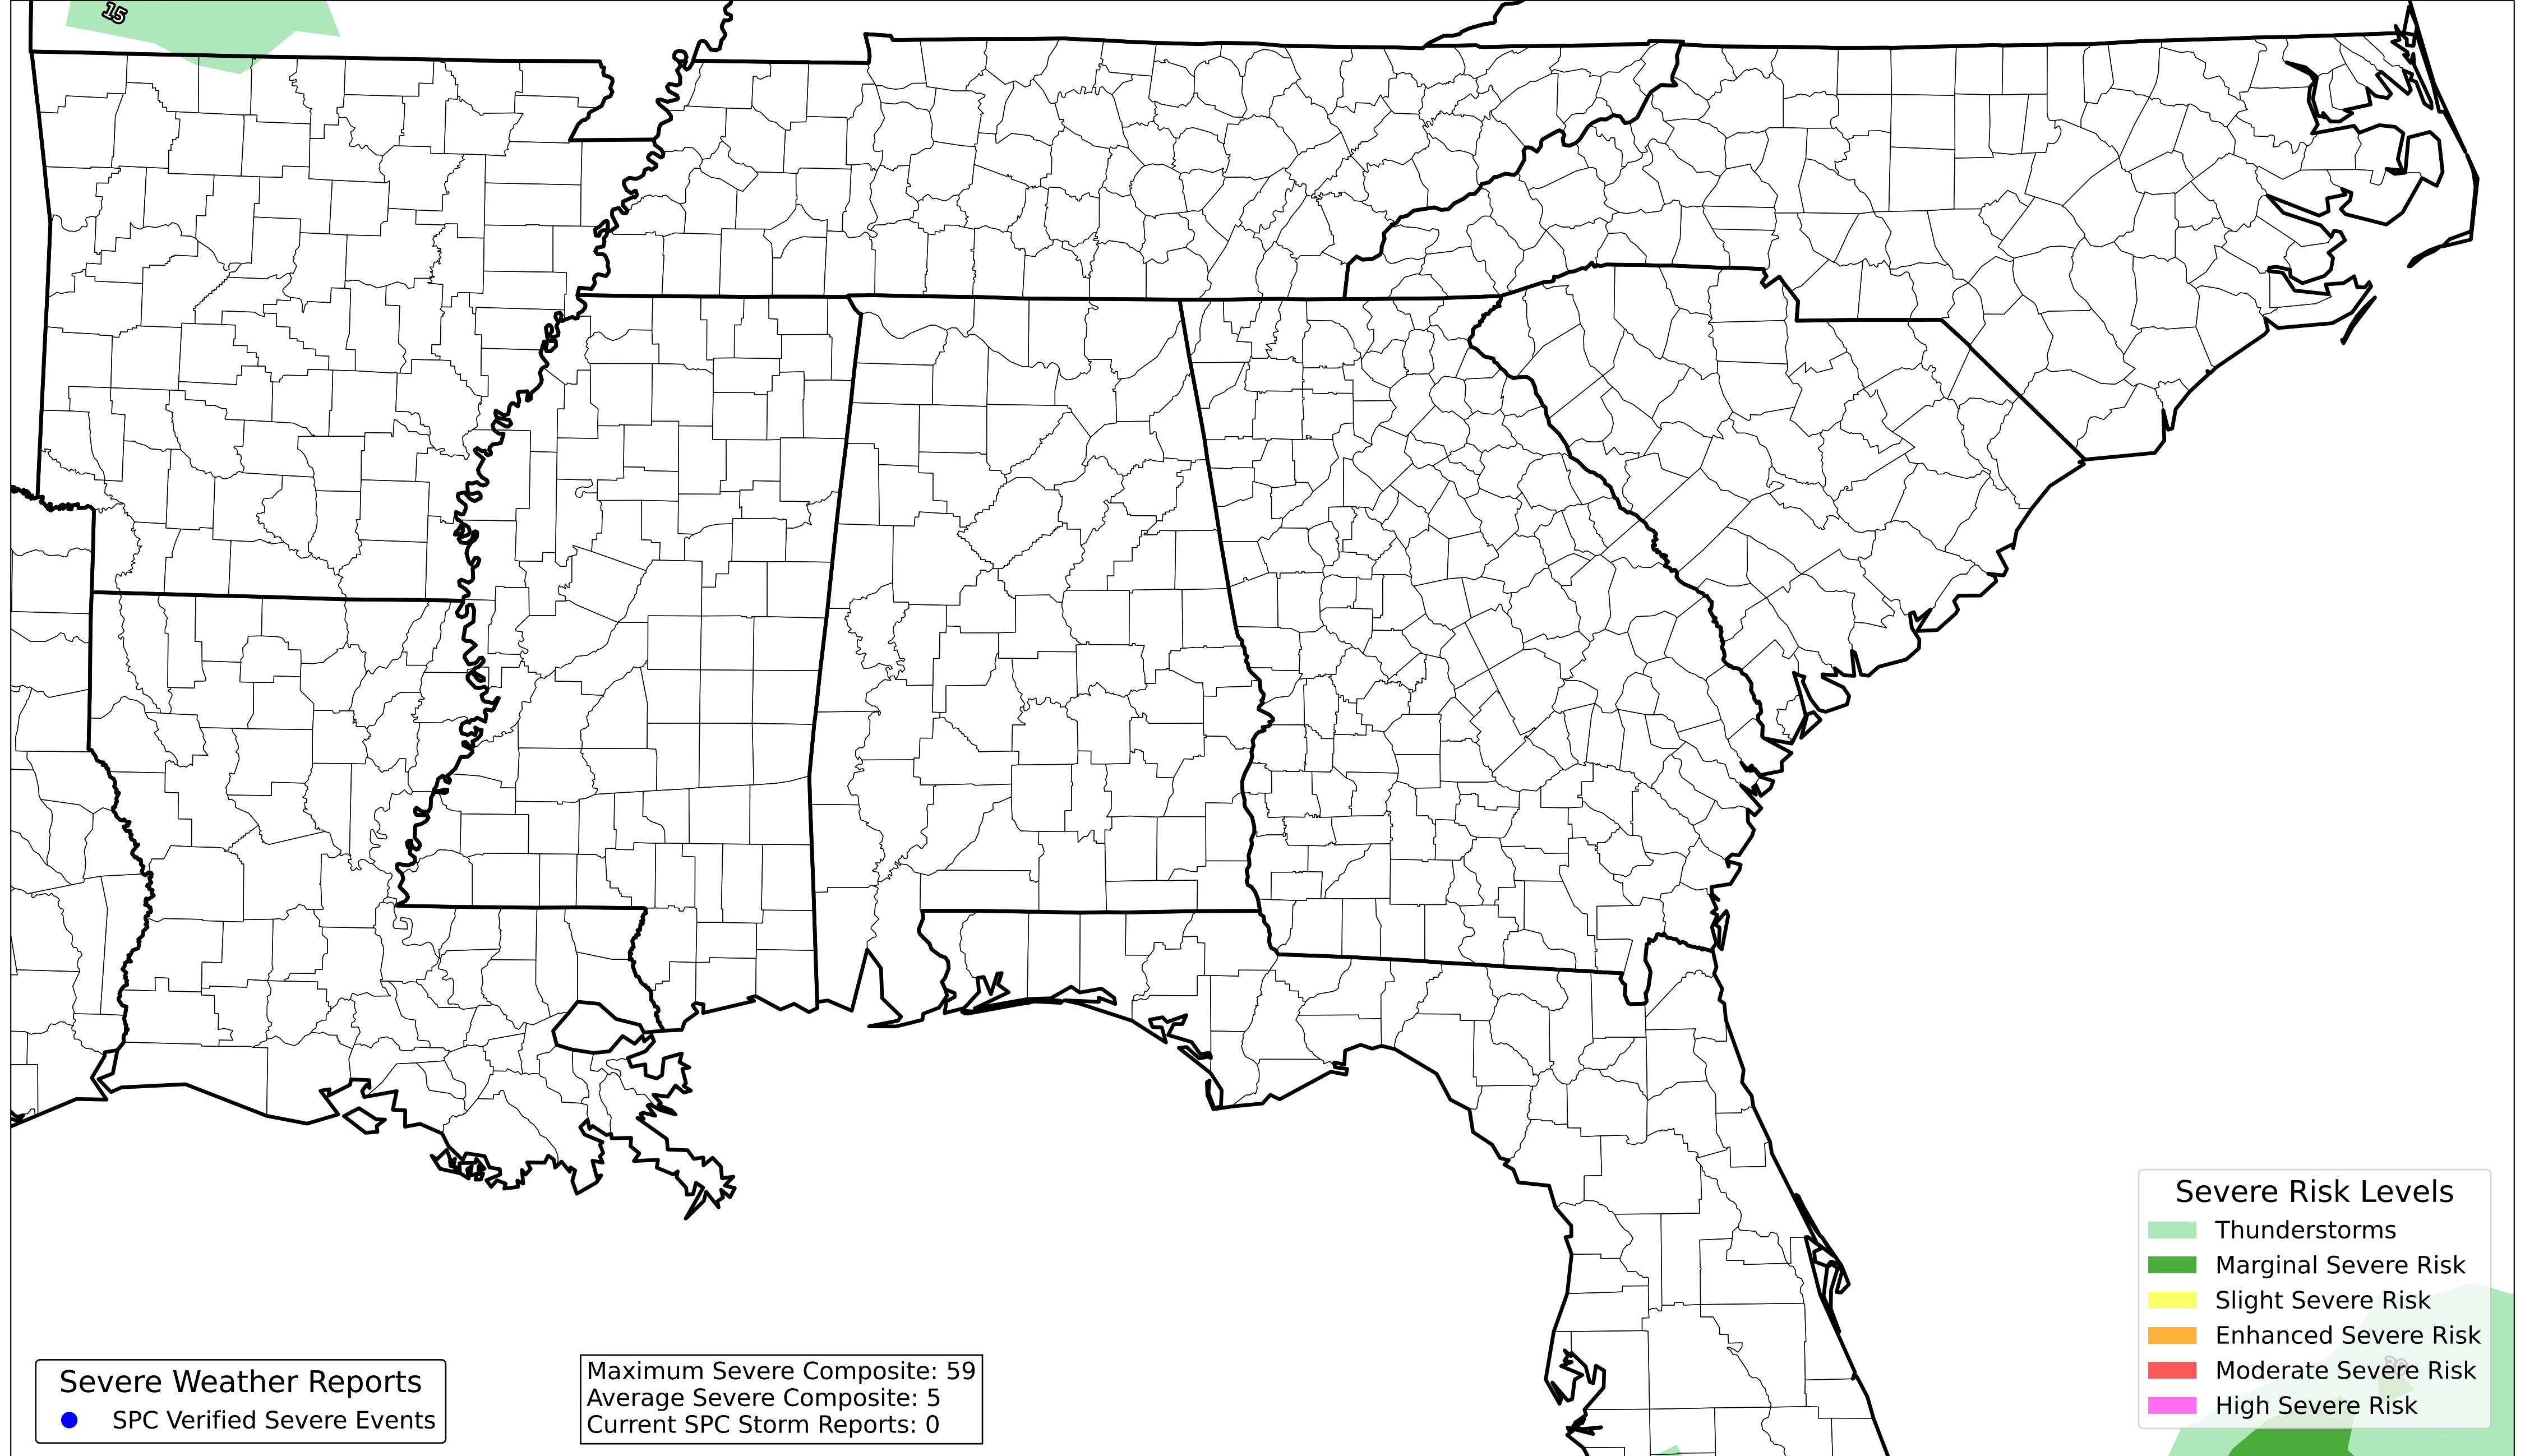 15
Severe Risk Levels
Thunderstorms
Marginal Severe Risk
Slight Severe Risk
Enhanced Severe Risk
Moderate Severe Risk
High Severe Risk
Severe Weather Reports
SPC Verified Severe Events
Maximum Severe Composite: 59
Average Severe Composite: 5
Current SPC Storm Reports: 0